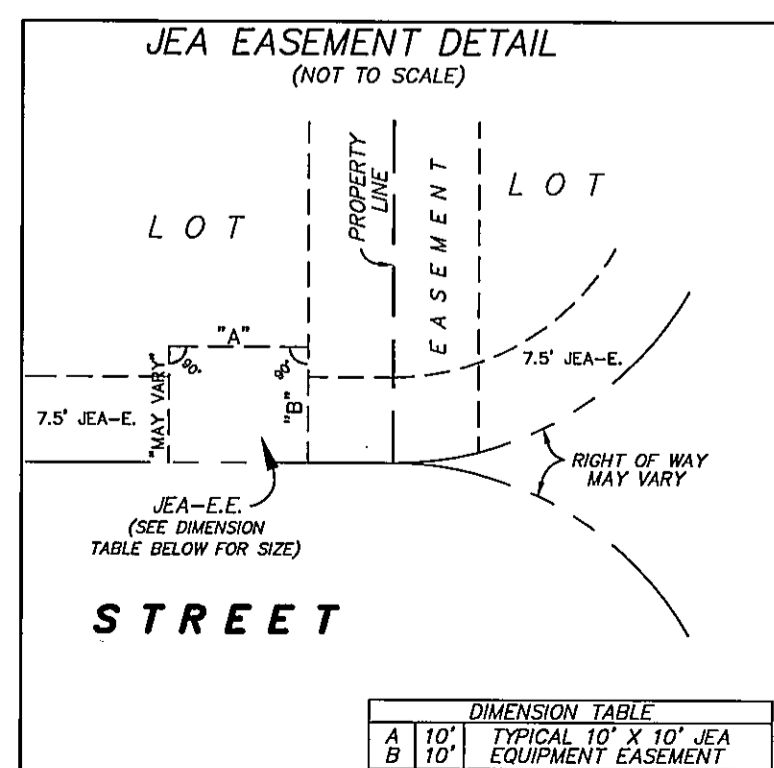 JEA EASEMENT DETAIL
(NOT TO SCALE)
LOT
PROPERTY
LINE
EASEMENT
LOT
"A"
90°
90°
"MAY VARY"
"B"
7.5' JEA-E.
7.5' JEA-E.
RIGHT OF WAY
MAY VARY
JEA-E.E.
(SEE DIMENSION
TABLE BELOW FOR SIZE)
STREET
DIMENSION TABLE
A 10' TYPICAL 10' X 10' JEA
B 10' EQUIPMENT EASEMENT